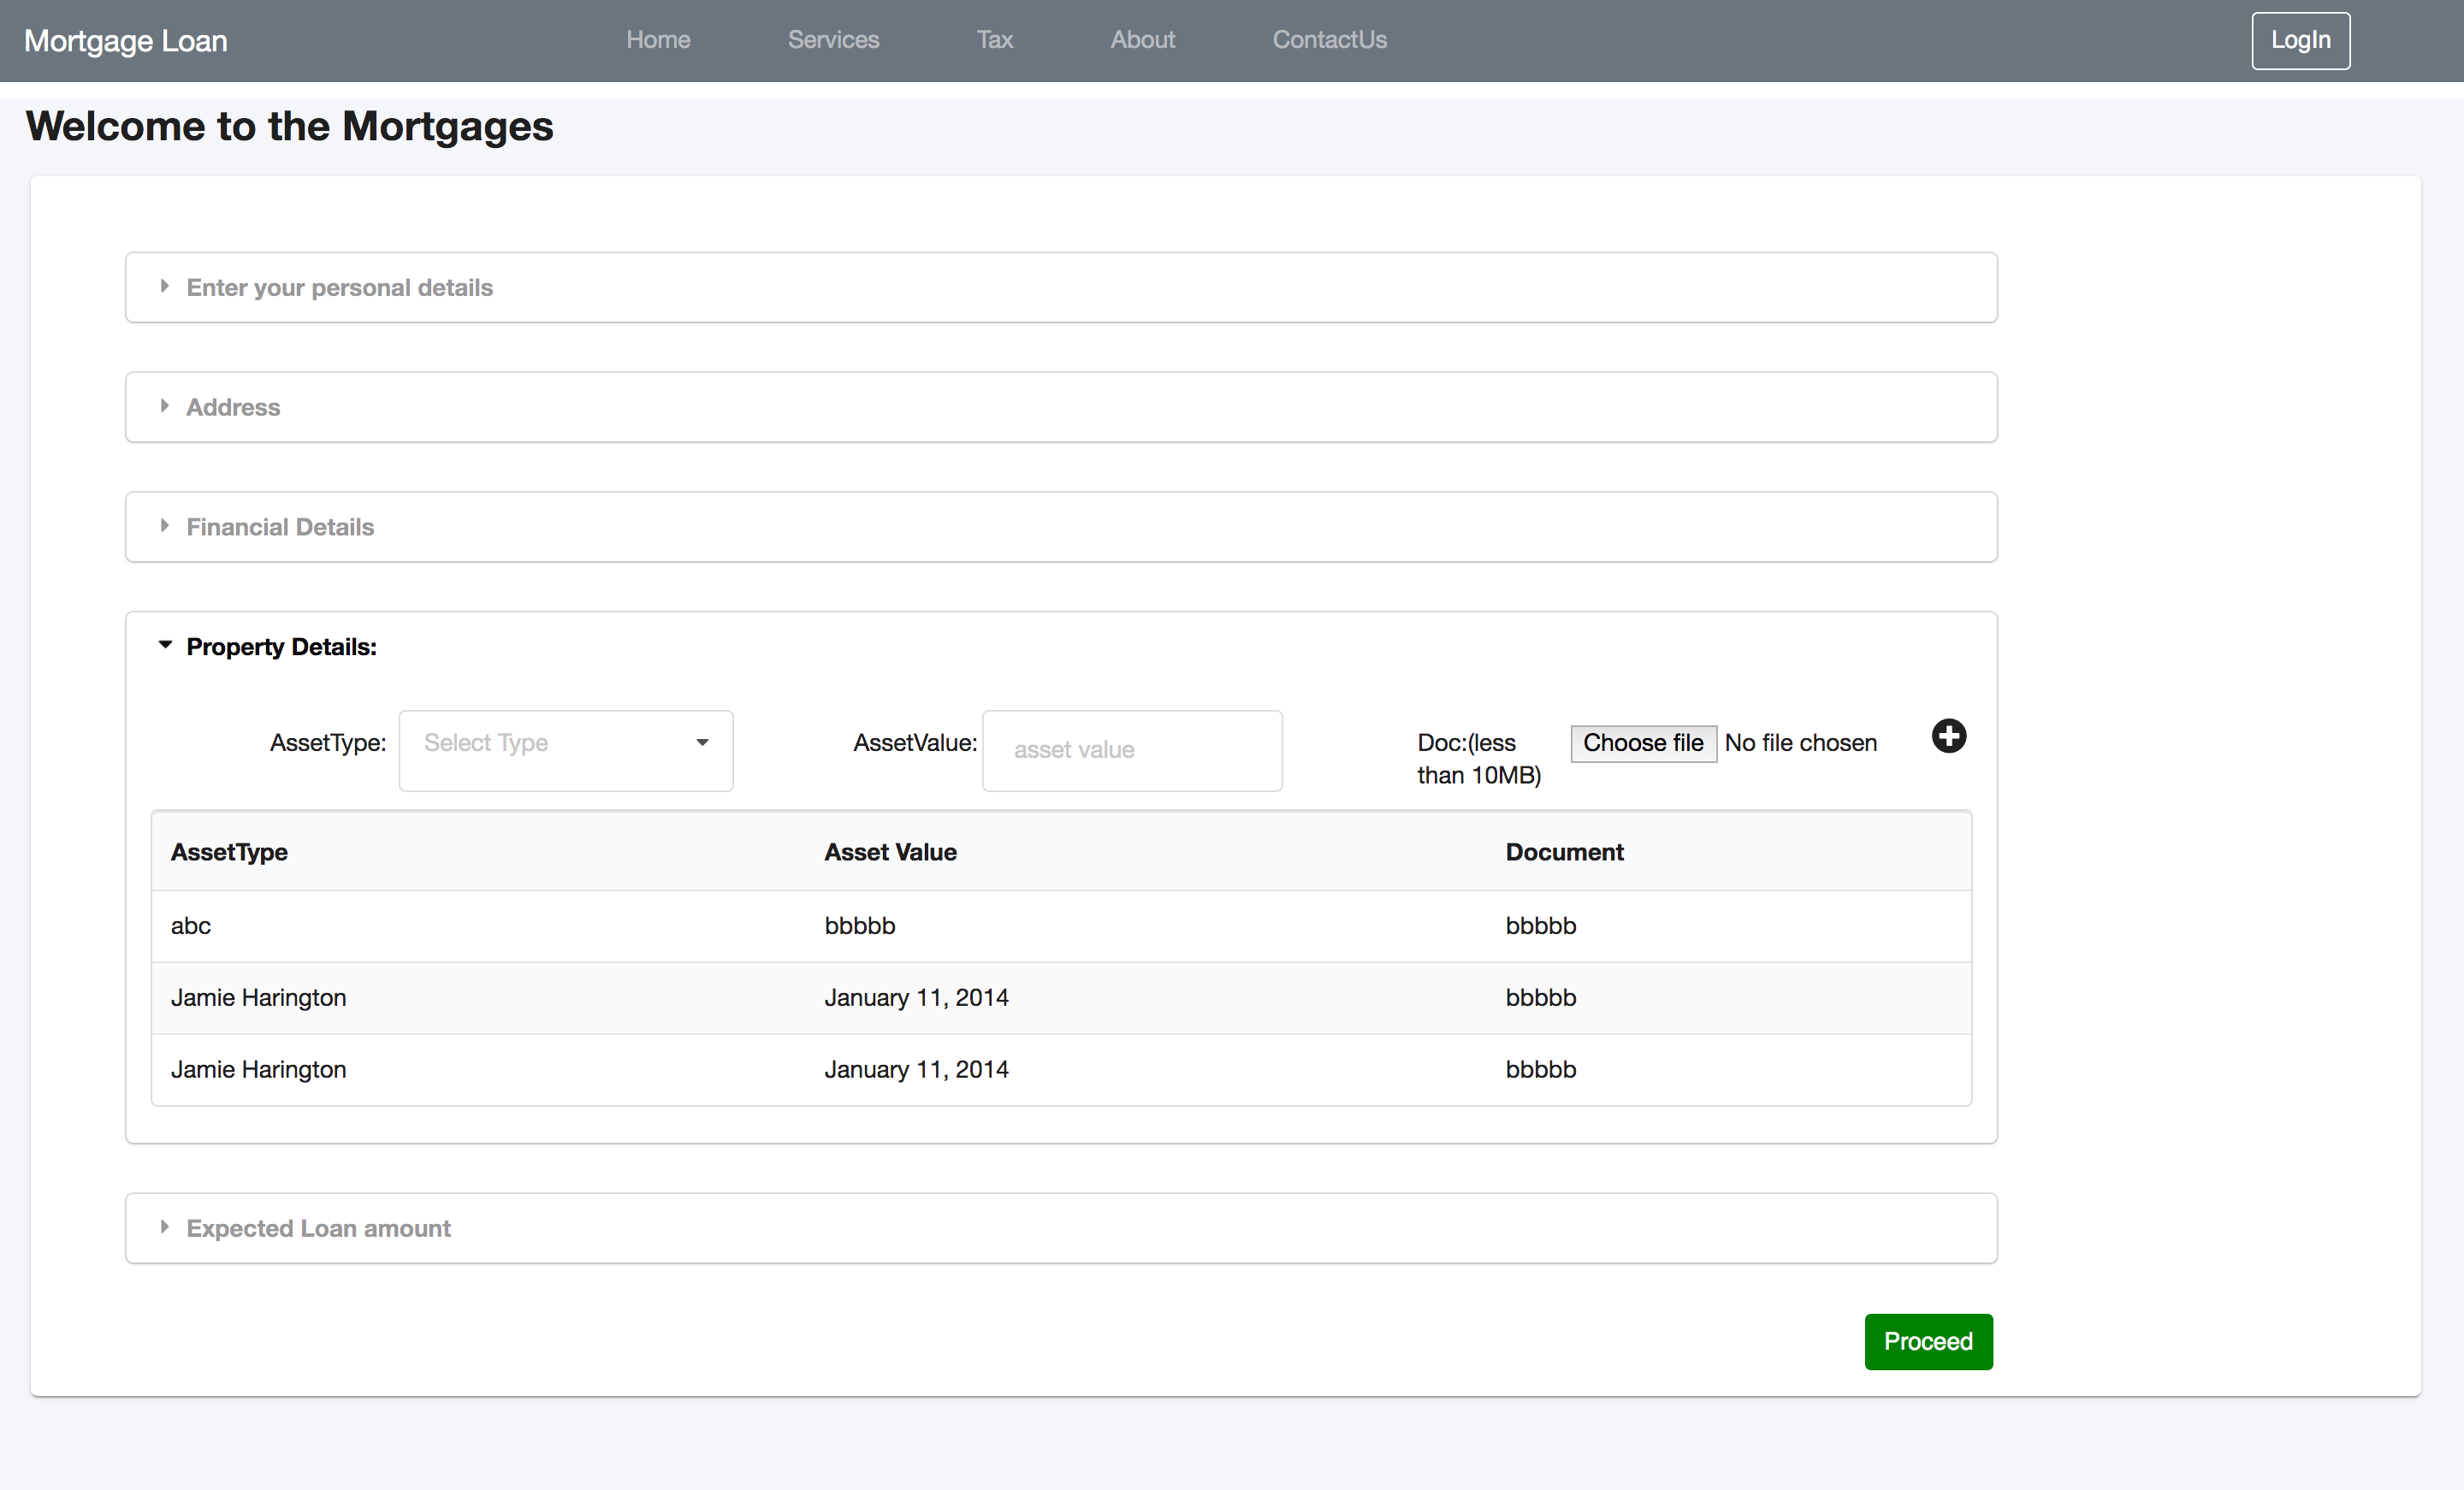 Mortgage Loan Home Services Tax About ContactUs LogIn
Welcome to the Mortgages
Enter your personal details
Address
Financial Details
Property Details:
AssetType: Select Type AssetValue: asset value Doc:(less than 10MB) Choose file No file chosen
AssetType Asset Value Document
abc bbbbb bbbbb
Jamie Harington January 11, 2014 bbbbb
Jamie Harington January 11, 2014 bbbbb
Expected Loan amount
Proceed